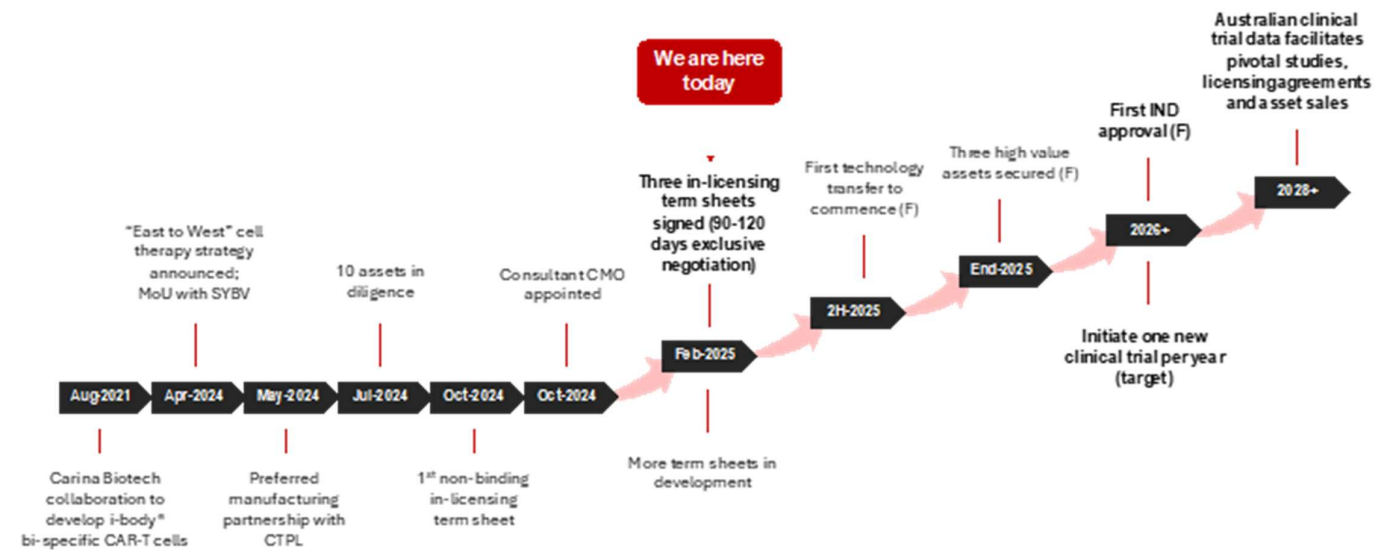 We are here
today
Australian clinical
trial data facilitates
pivotal studies,
licensing agreements
and asset sales
First IND
approval (F)
Three high value
assets secured (F)
First technology
transfer to
commence (F)
Three in-licensing
term sheets
signed (90-120
days exclusive
negotiation)
"East to West" cell
therapy strategy
announced;
MoU with SYBV
10 assets in
diligence
Consultant CMO
appointed
Aug-2021
Apr-2024
May-2024
Jul-2024
Oct-2024
Oct-2024
Feb-2025
2H-2025
End-2025
2026+
2028+
Carina Biotech
collaboration to
develop i-body®
bi-specific CAR-T cells
Preferred
manufacturing
partnership with
CTPL
1st non-binding
in-licensing
term sheet
More term sheets in
development
Initiate one new
clinical trial per year
(target)